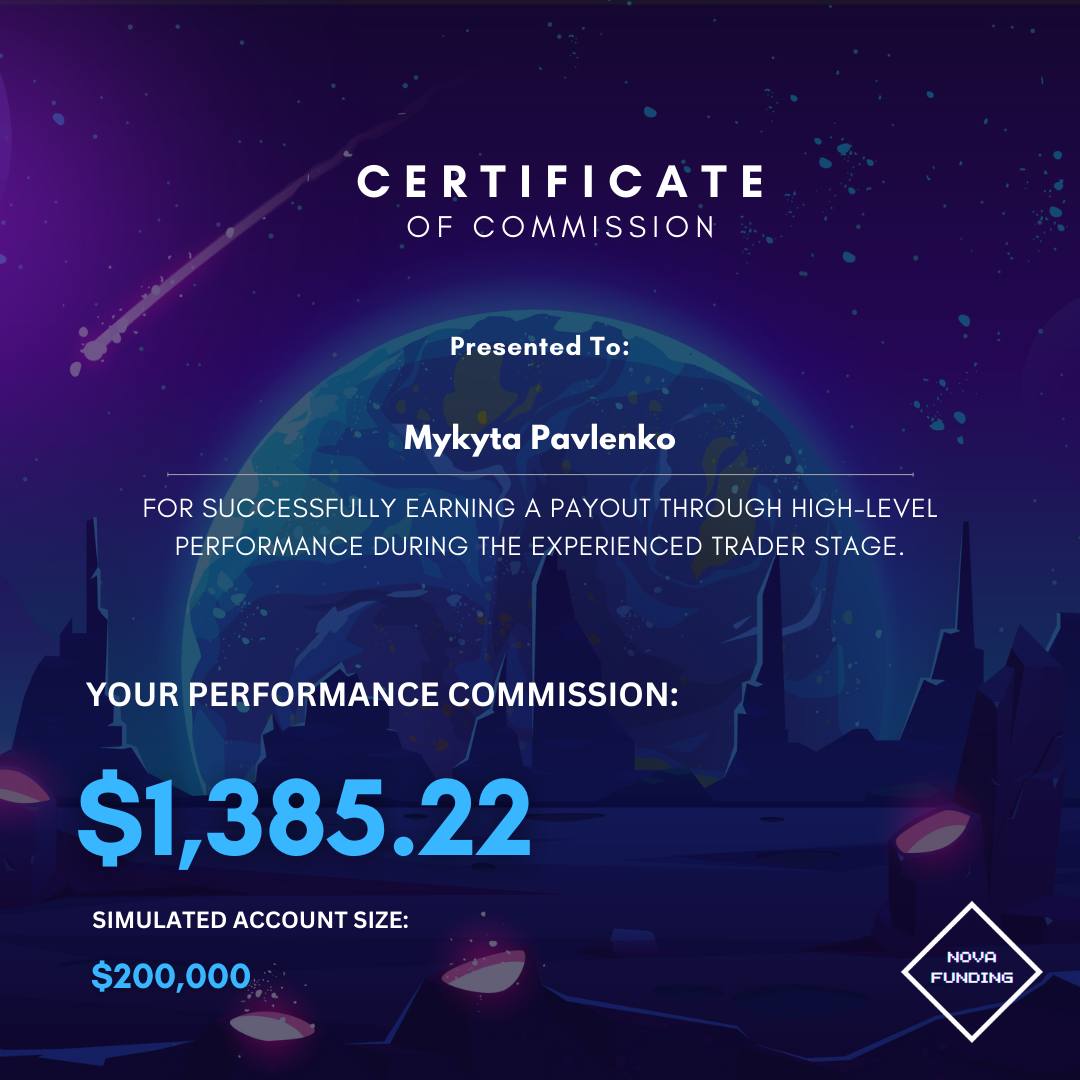 CERTIFICATE
OF COMMISSION
Presented To:
Mykyta Pavlenko
FOR SUCCESSFULLY EARNING A PAYOUT THROUGH HIGH-LEVEL
PERFORMANCE DURING THE EXPERIENCED TRADER STAGE.
YOUR PERFORMANCE COMMISSION:
$1,385.22
SIMULATED ACCOUNT SIZE:
$200,000
NOVA
FUNDING